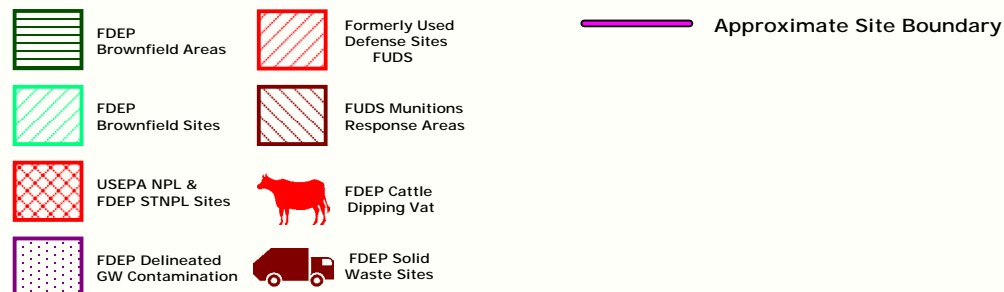 FDEP
Brownfield Areas
Formerly Used
Defense Sites
FUDS
Approximate Site Boundary
FDEP
Brownfield Sites
FUDS Munitions
Response Areas
USEPA NPL &
FDEP STNPL Sites
FDEP Cattle
Dipping Vat
FDEP Delineated
GW Contamination
FDEP Solid
Waste Sites